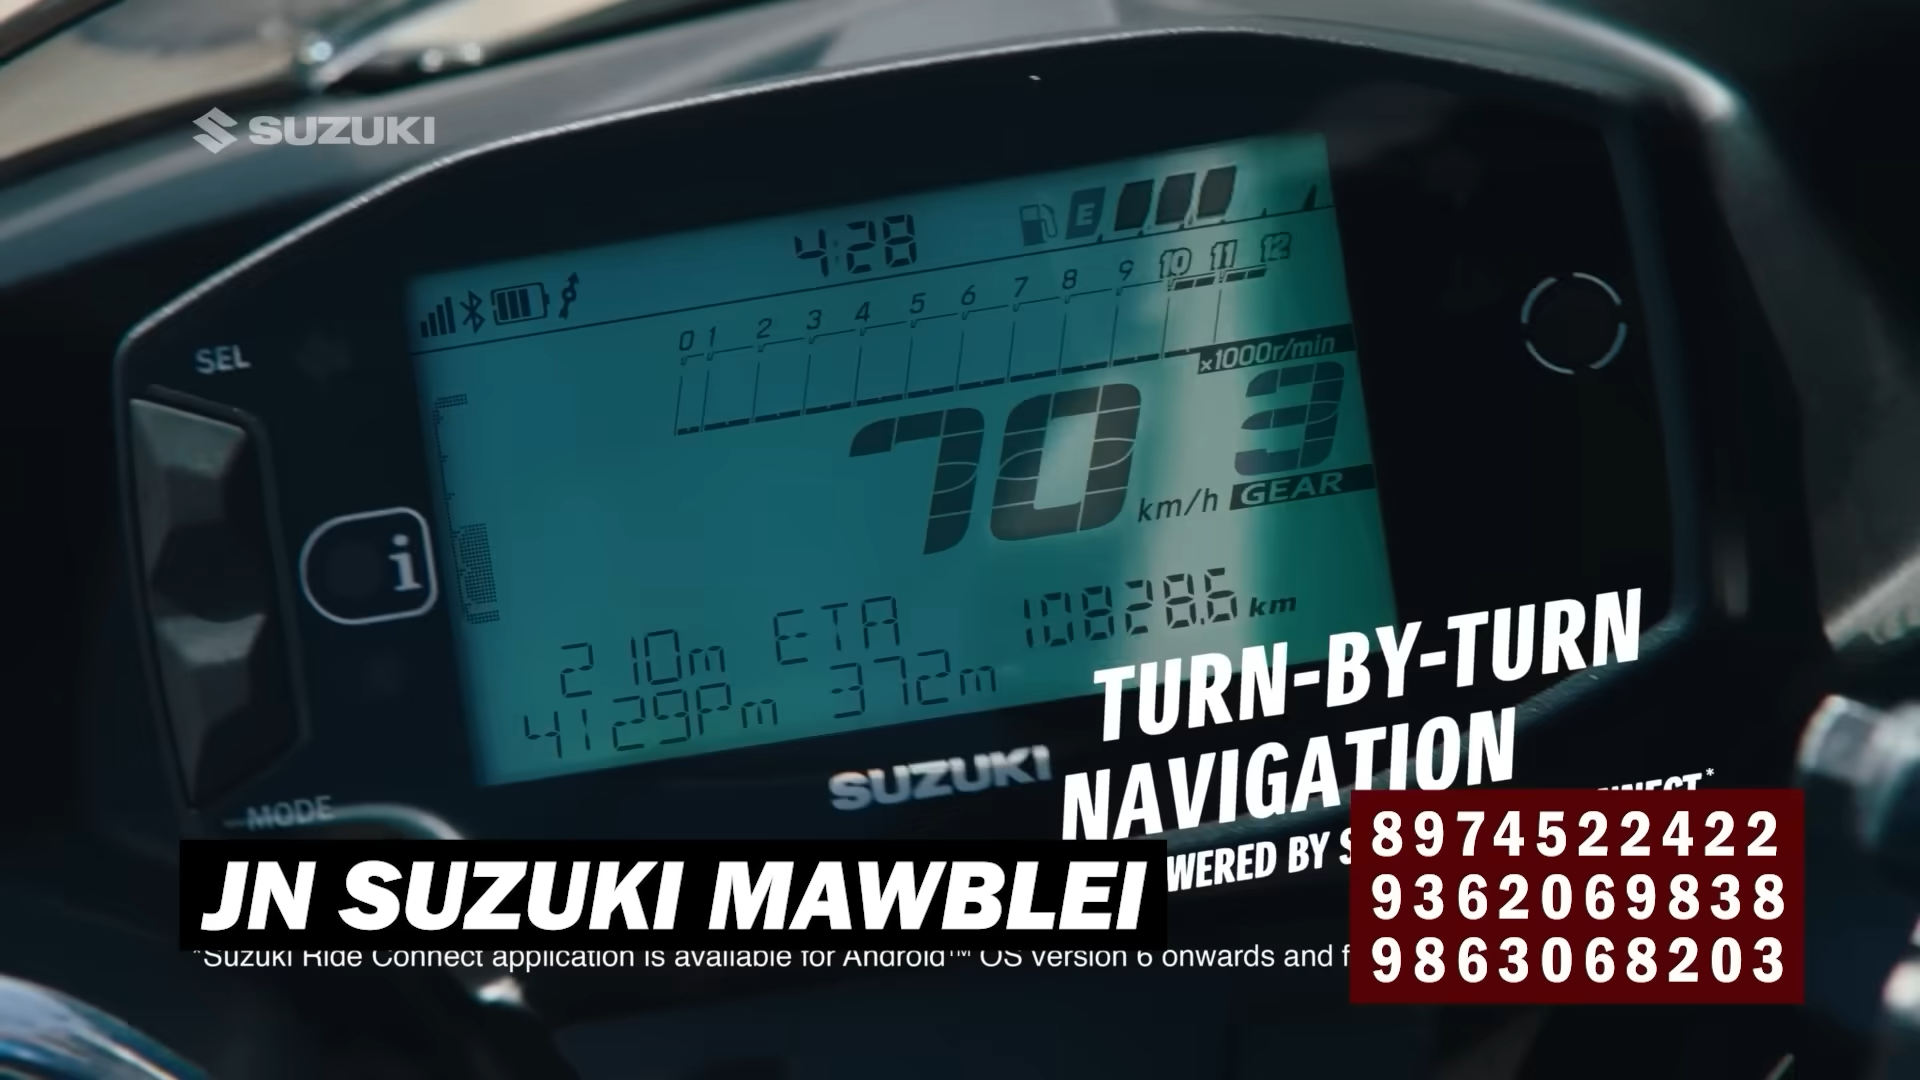 SUZUKI
4:28
E
0 1 2 3 4 5 6 7 8 9 10 11 12
×1000r/min
SEL
70 km/h
3
GEAR
i
210m ETA 10828.6 km
4:29Pm 372m
SUZUKI
MODE
TURN-BY-TURN
NAVIGATION
BY
JN SUZUKI MAWBLEI
8974522422
9362069838
9863068203
*Suzuki Ride Connect application is available for Android™ OS version 6 onwards and